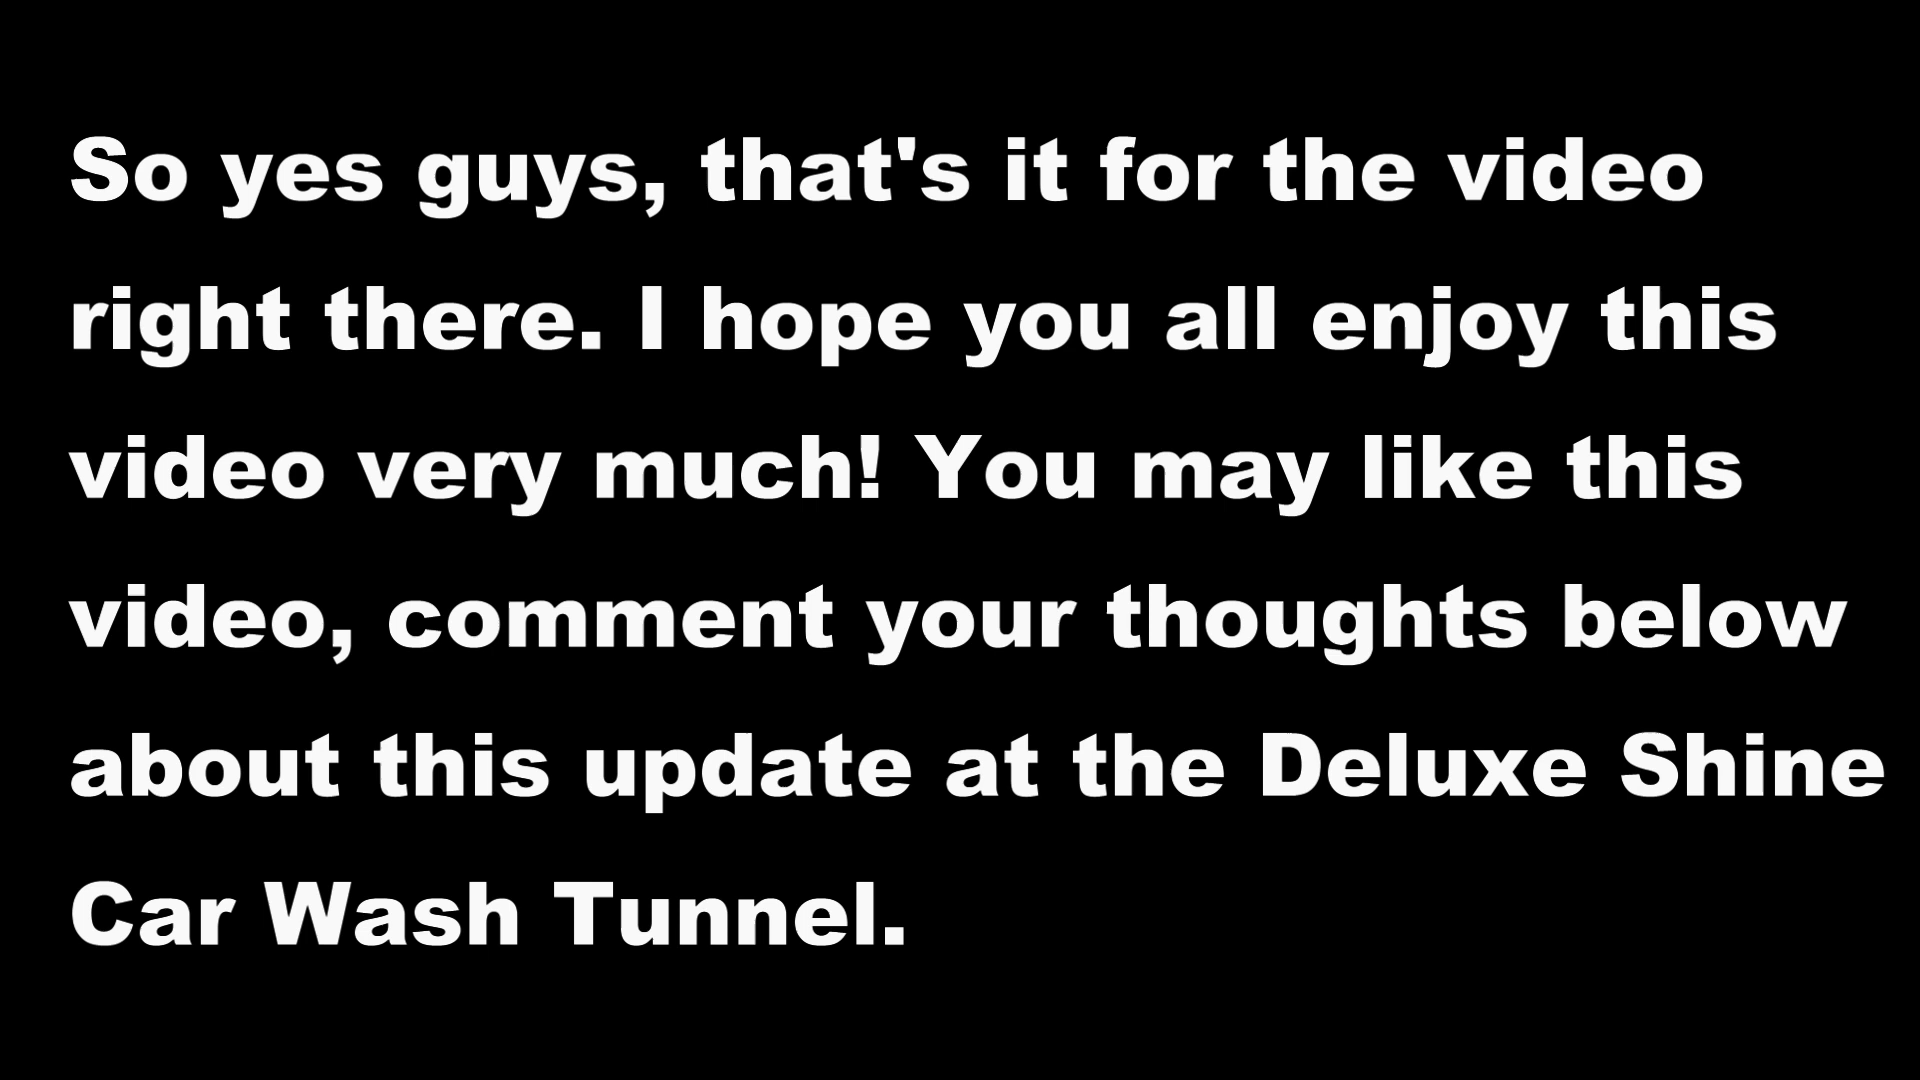 So yes guys, that's it for the video
right there. I hope you all enjoy this
video very much! You may like this
video, comment your thoughts below
about this update at the Deluxe Shine
Car Wash Tunnel.